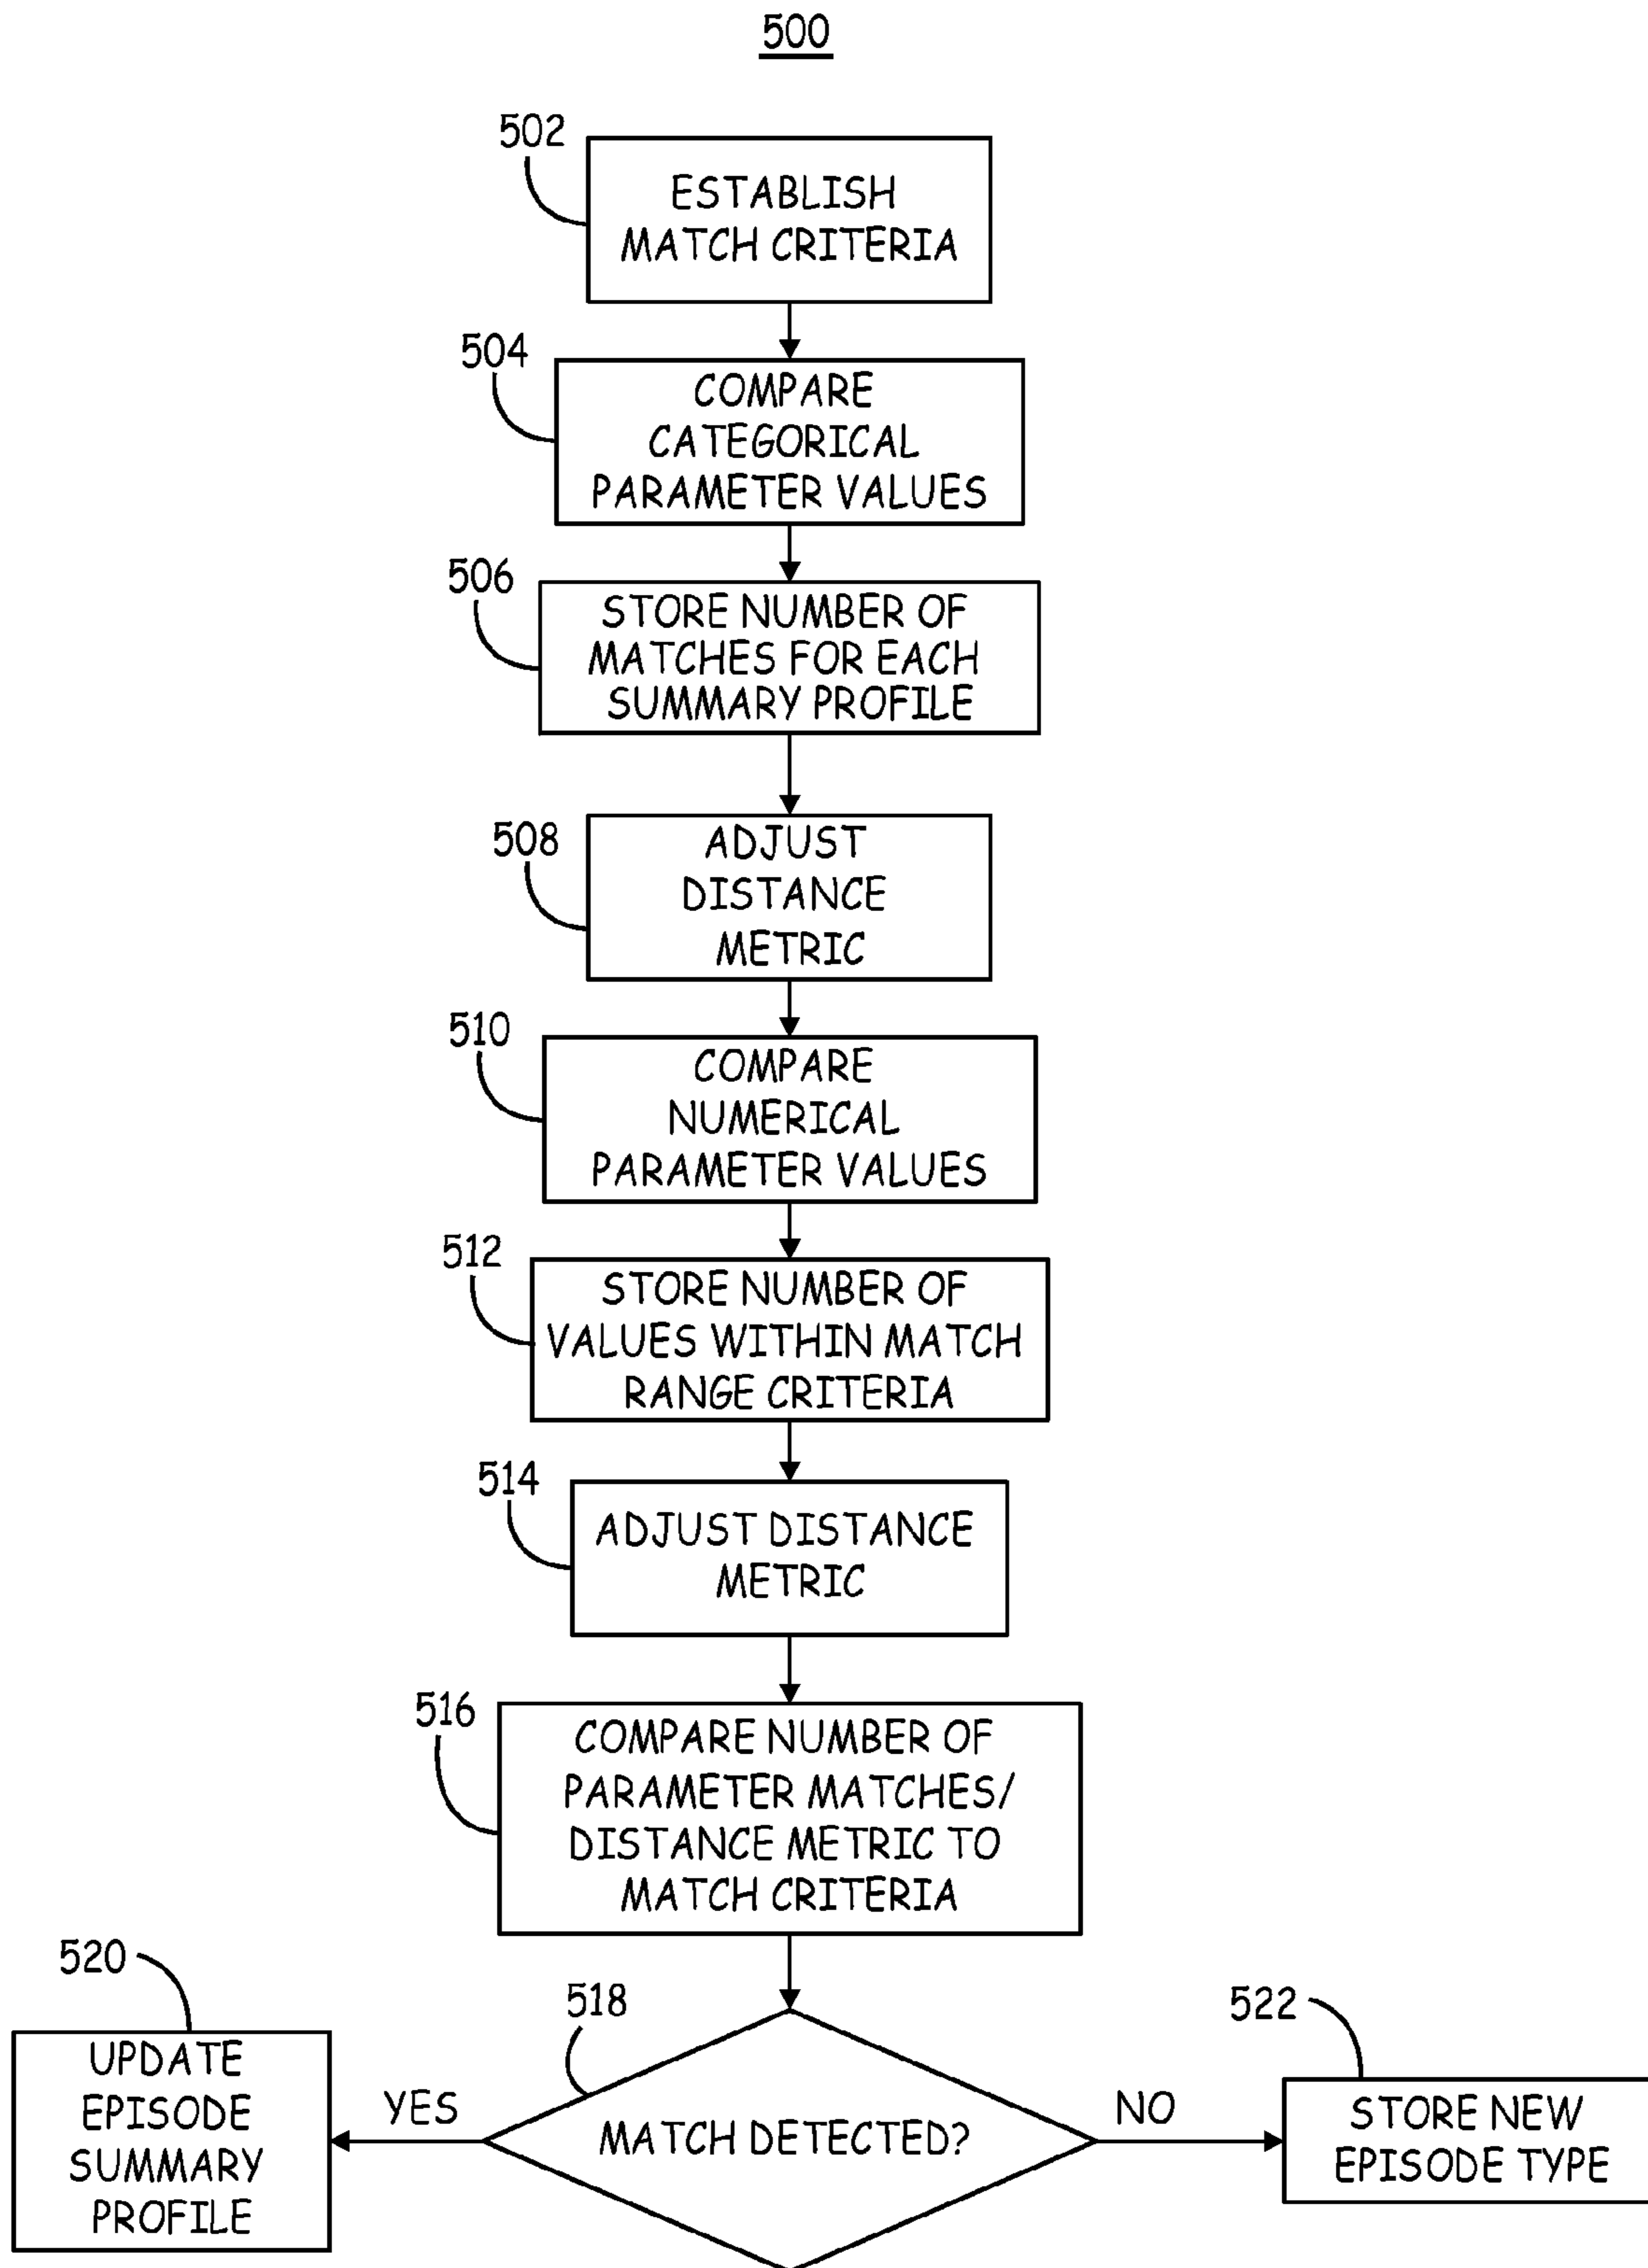 500
502
ESTABLISH
MATCH CRITERIA
504
COMPARE
CATEGORICAL
PARAMETER VALUES
506
STORE NUMBER OF
MATCHES FOR EACH
SUMMARY PROFILE
508
ADJUST
DISTANCE
METRIC
510
COMPARE
NUMERICAL
PARAMETER VALUES
512
STORE NUMBER OF
VALUES WITHIN MATCH
RANGE CRITERIA
514
ADJUST DISTANCE
METRIC
516
COMPARE NUMBER OF
PARAMETER MATCHES/
DISTANCE METRIC TO
MATCH CRITERIA
518
MATCH DETECTED?
YES
520
UPDATE
EPISODE
SUMMARY
PROFILE
NO
522
STORE NEW
EPISODE TYPE